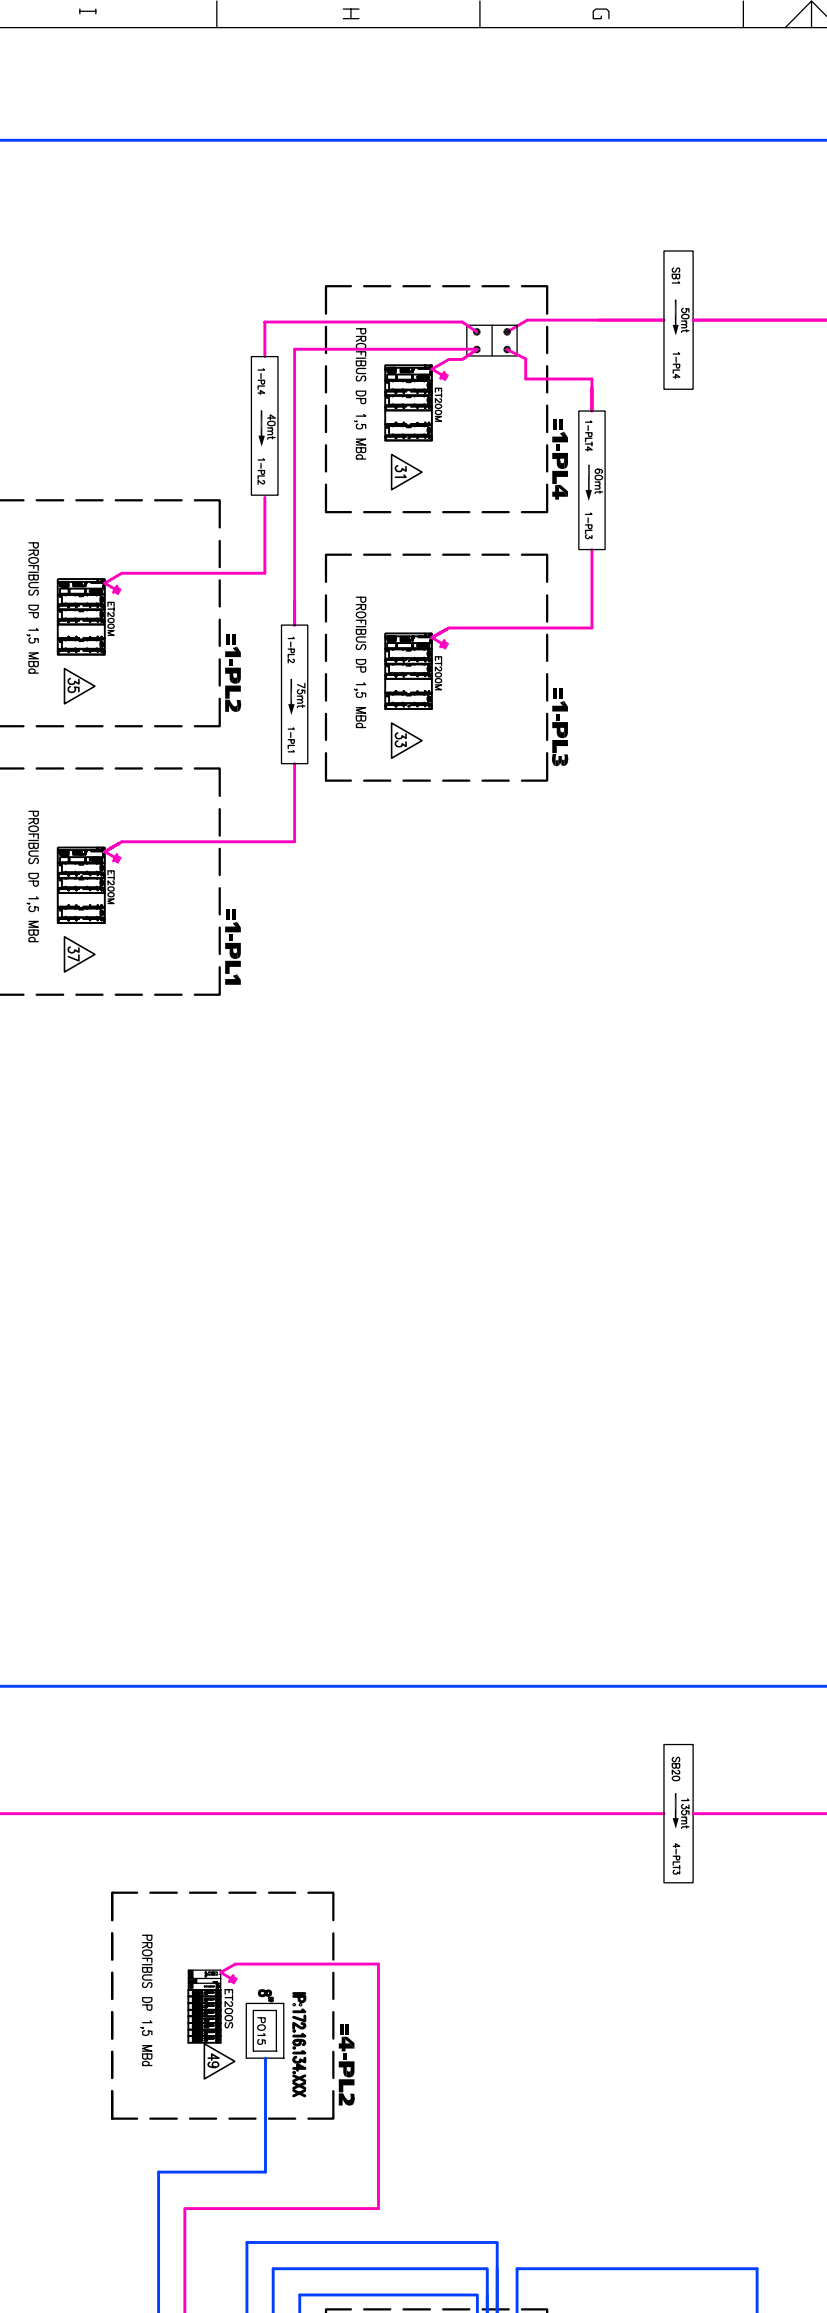 I
H
G
SB1
50mt
1-PL4
PROFIBUS DP 1,5 MBd
ET200M
31
=1-PL4
1-PL4
40mt
1-PL2
1-PLT4
60mt
1-PL3
PROFIBUS DP 1,5 MBd
ET200M
35
=1-PL2
PROFIBUS DP 1,5 MBd
ET200M
33
=1-PL3
1-PL2
75mt
1-PL1
PROFIBUS DP 1,5 MBd
ET200M
37
=1-PL1
SB20
135mt
4-PLT3
PROFIBUS DP 1,5 MBd
ET200S
49
8"
PO15
IP:172.16.134.XXX
=4-PL2